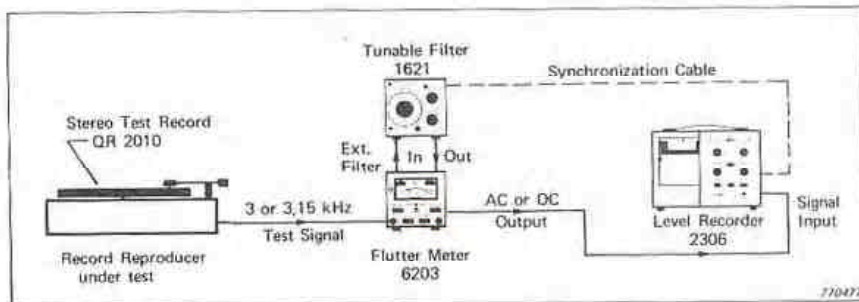 Tunable Filter
1621
Synchronization Cable
Stereo Test Record
QR 2010
Ext.
Filter
In
Out
3 or 3,15 kHz
Test Signal
AC or DC
Output
Signal
Input
Level Recorder
2306
Record Reproducer
under test
Flutter Meter
6203
770477